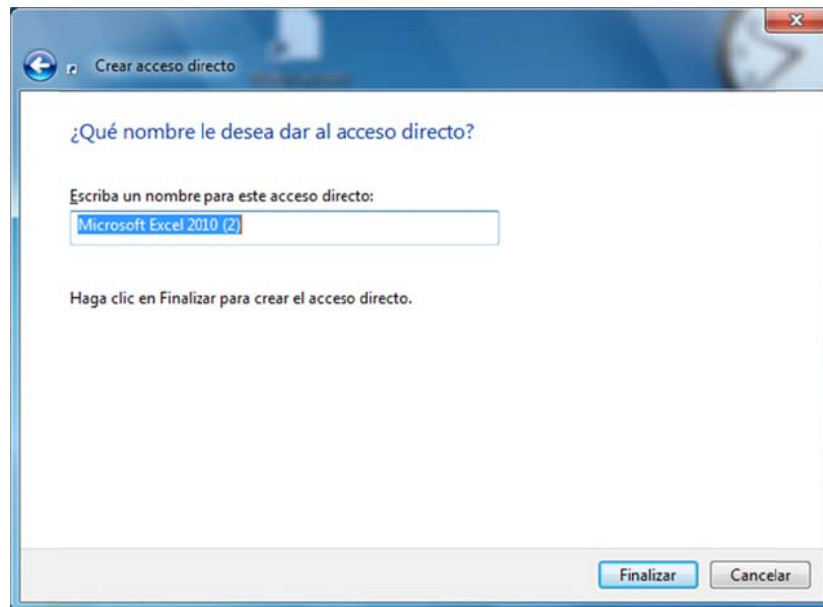 Crear acceso directo
¿Qué nombre le desea dar al acceso directo?
Escriba un nombre para este acceso directo:
Microsoft Excel 2010 (2)
Haga clic en Finalizar para crear el acceso directo.
Finalizar Cancelar